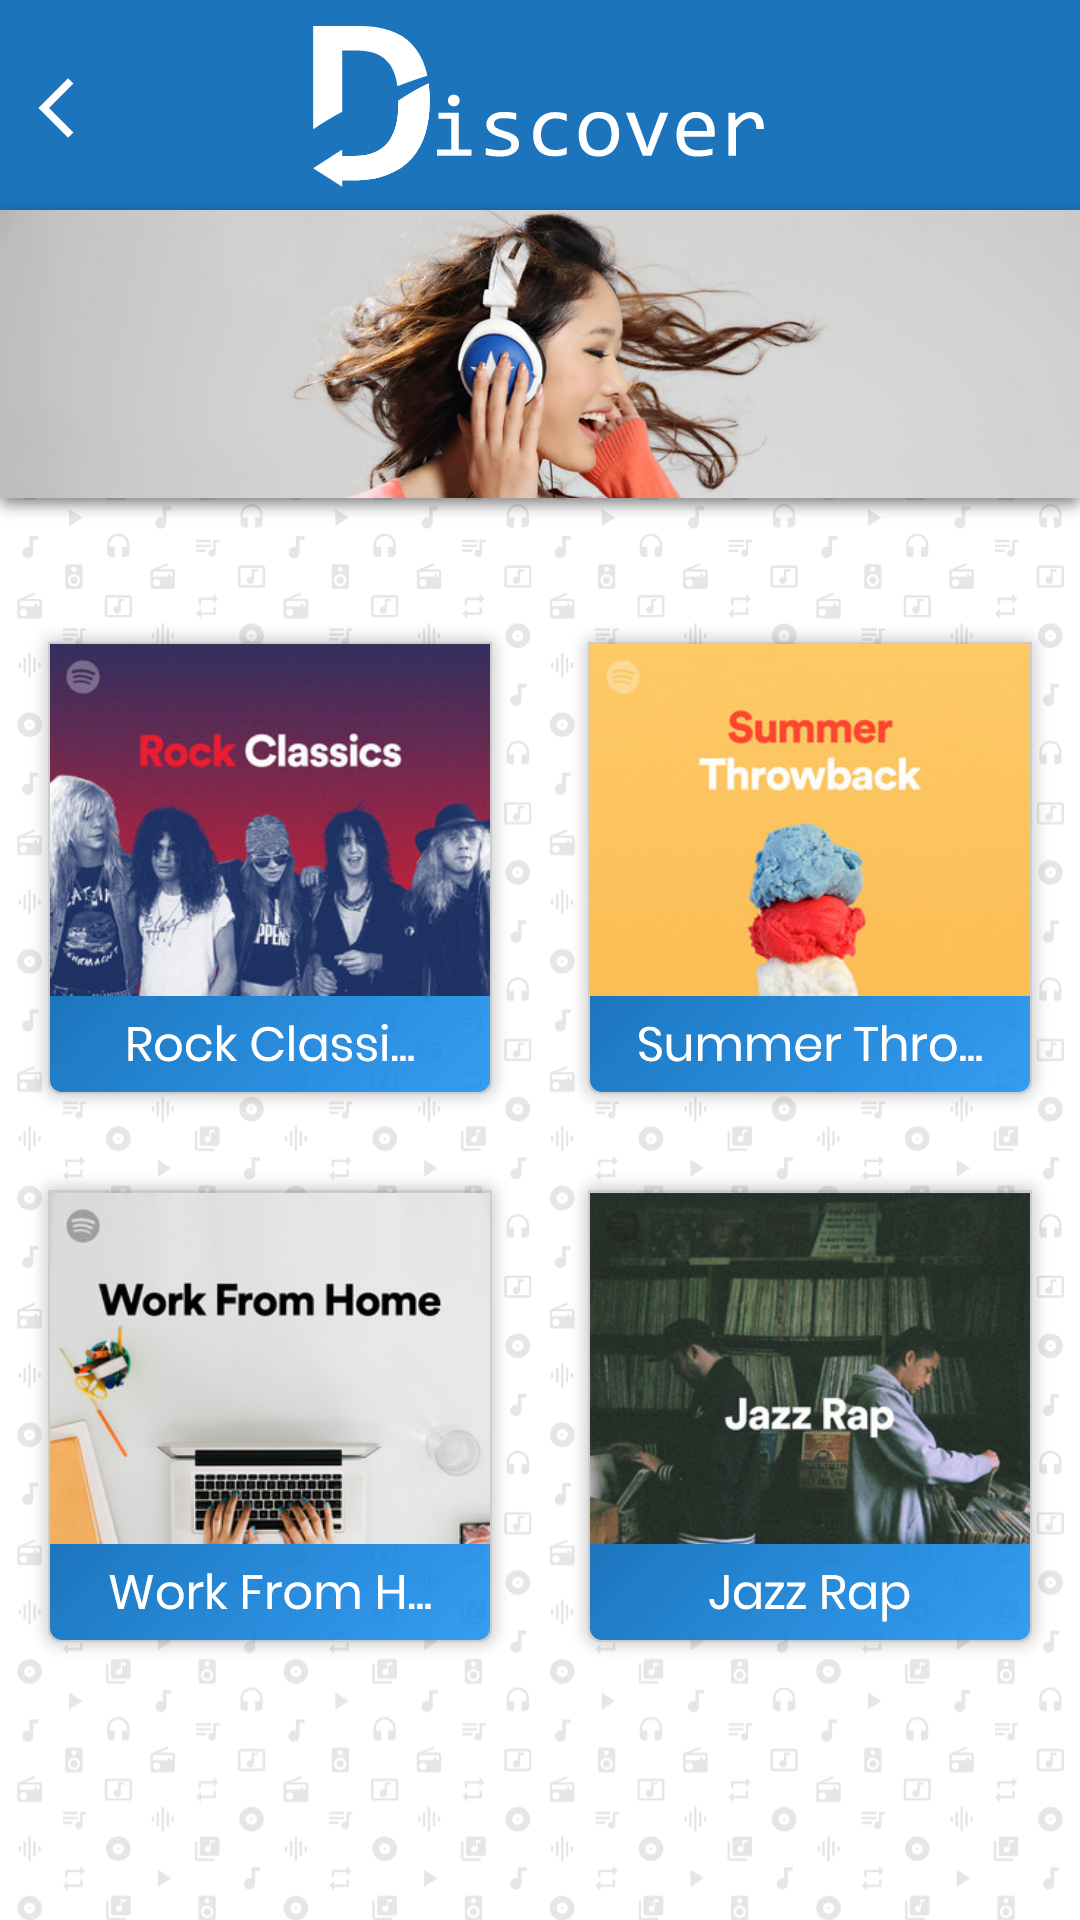 Discover
Rock Classics
Summer
Throwback
Rock Classi...
Summer Thro...
Work From Home
Jazz Rap
Work From H...
Jazz Rap